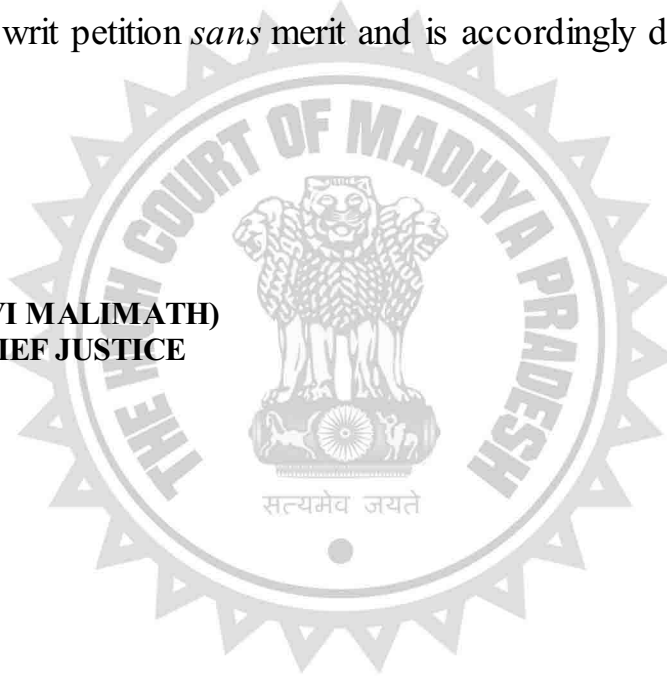 writ petition sans merit and is accordingly d
THE HIGH COURT OF MADHYA PRADESH
VI MALIMATH)
IEF JUSTICE
सत्यमेव जयते